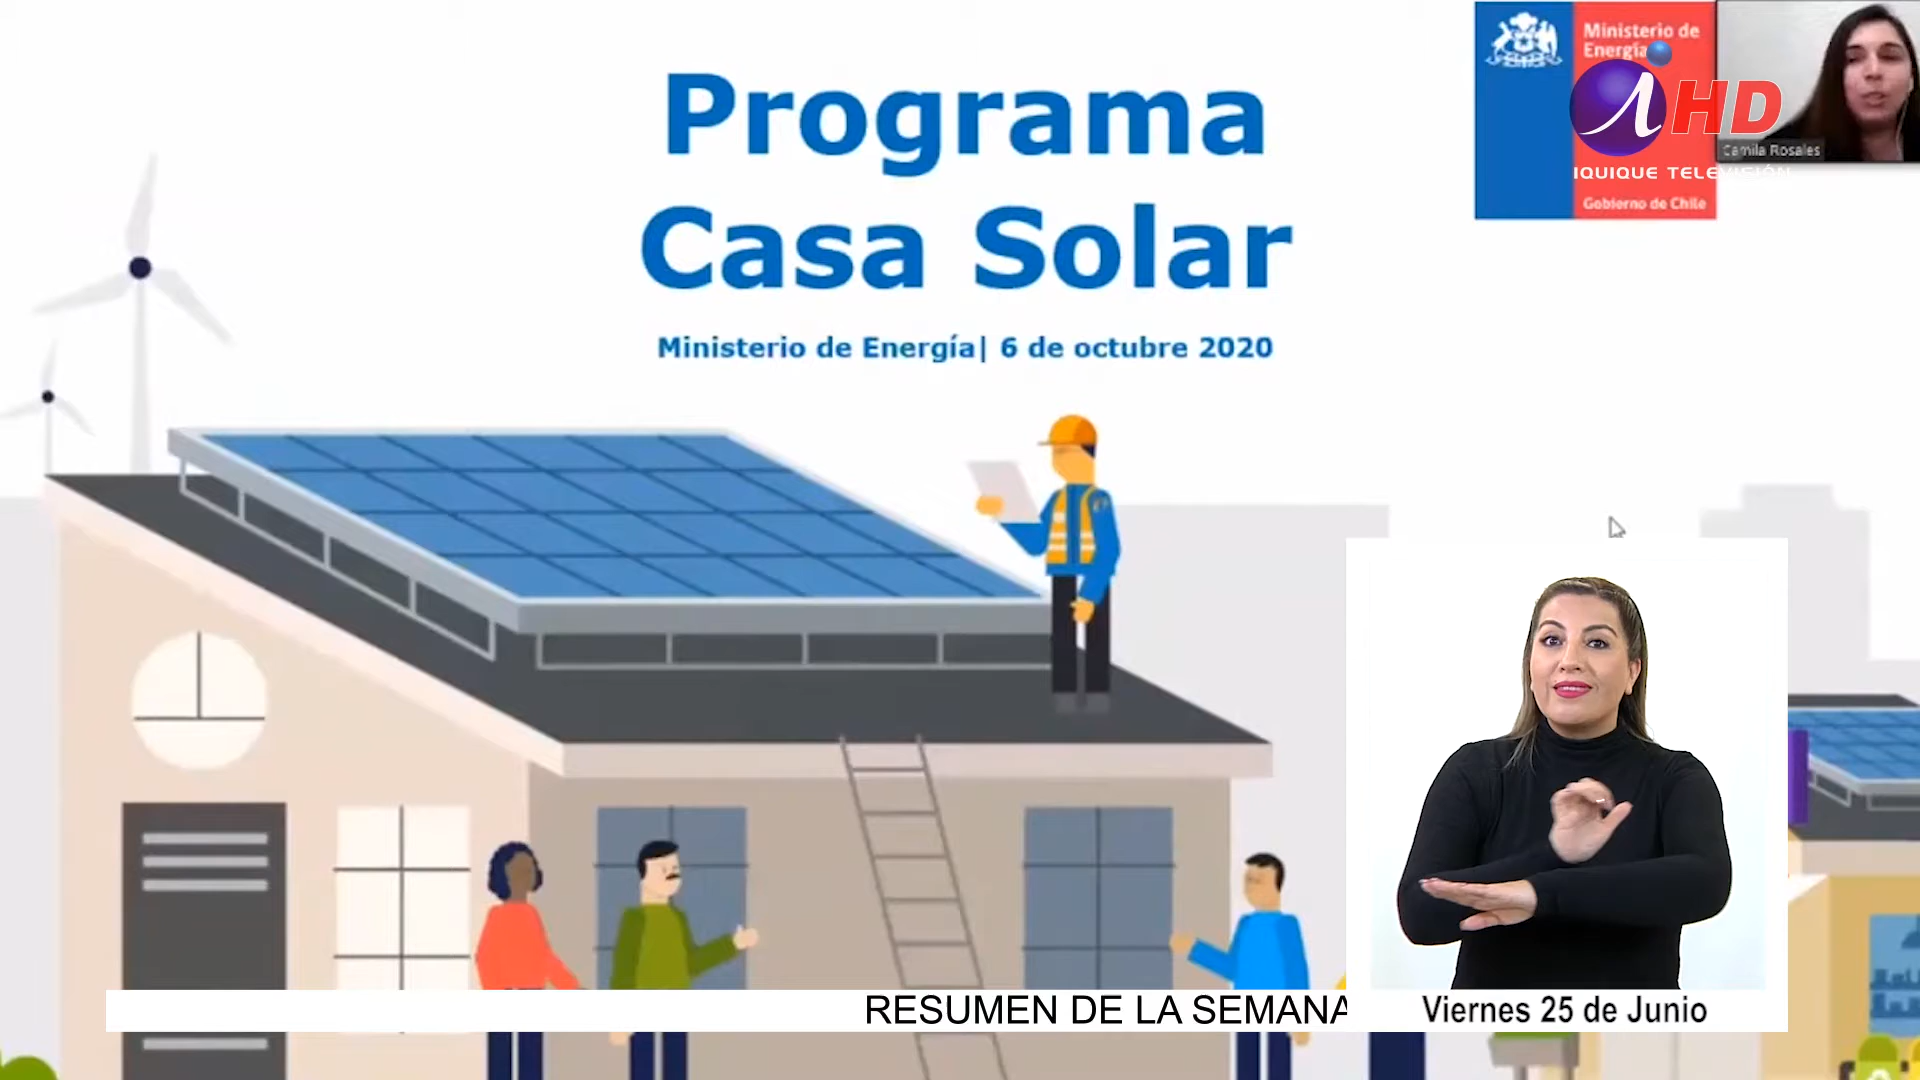 Programa
Casa Solar
Ministerio de Energía| 6 de octubre 2020
Ministerio de
Energía
Gobierno de Chile
HD
IQUIQUE TELEVISIÓN
Camila Rosales
RESUMEN DE LA SEMANA
Viernes 25 de Junio